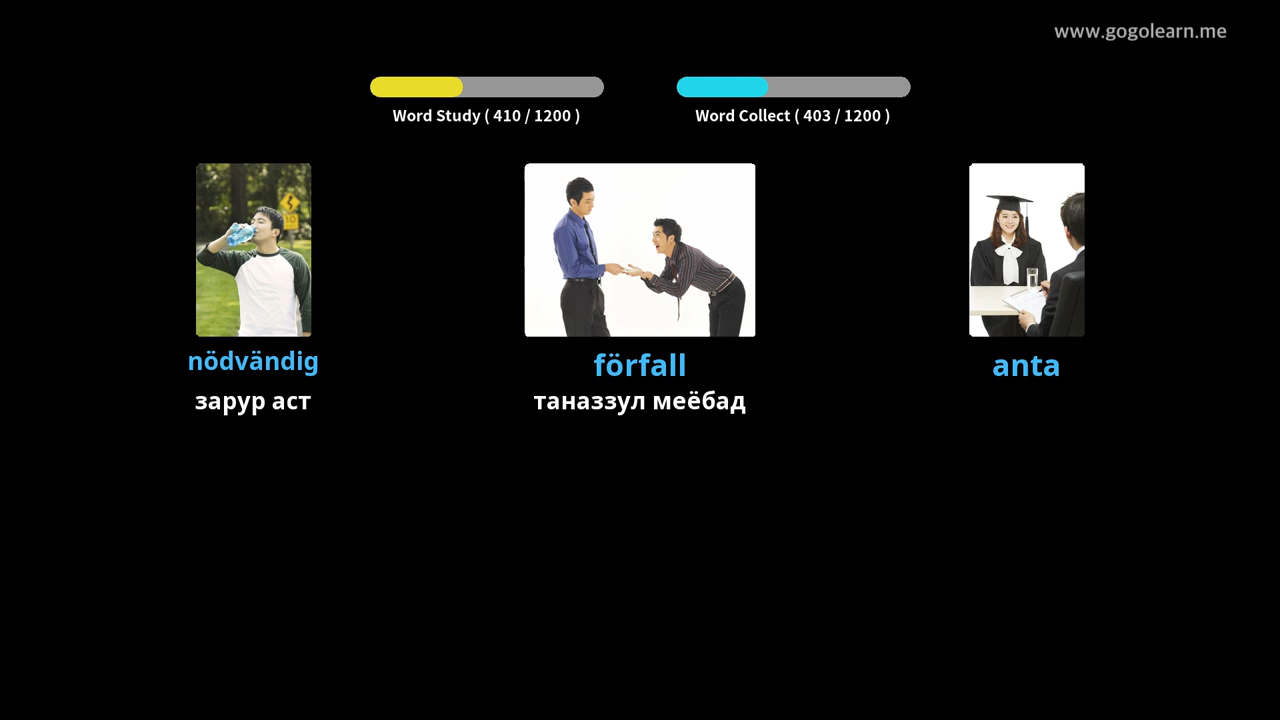 www.gogolearn.me
Word Study ( 410 / 1200 )
Word Collect ( 403 / 1200 )
nödvändig
зарур аст
förfall
таназзул меёбад
anta